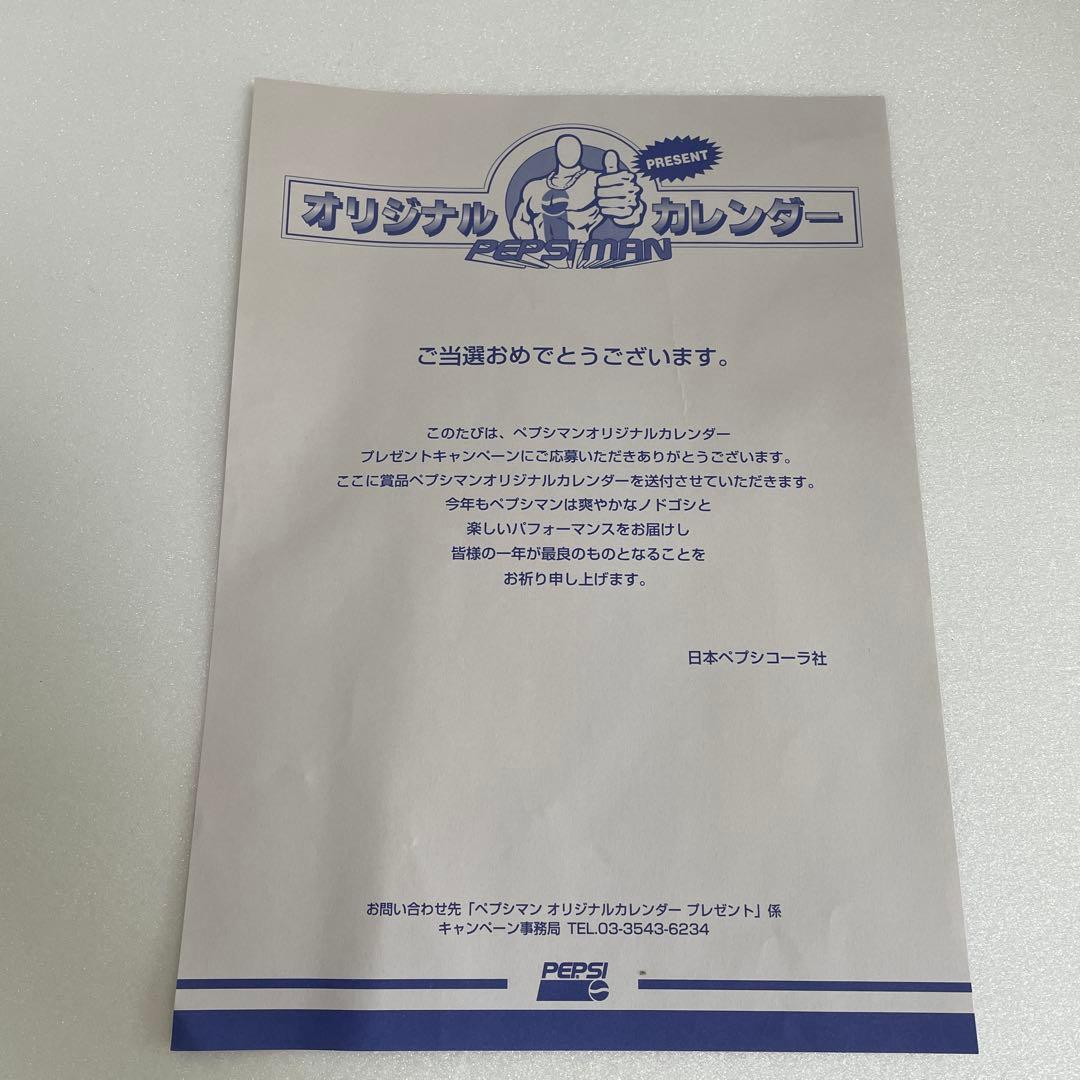 PRESENT
オリジナル カレンダー
PEPSI MAN
ご当選おめでとうございます。
このたびは、ペプシマンオリジナルカレンダー
プレゼントキャンペーンにご応募いただきありがとうございます。
ここに賞品ペプシマンオリジナルカレンダーを送付させていただきます。
今年もペプシマンは爽やかなノドゴシと
楽しいパフォーマンスをお届けし
皆様の一年が最良のものとなることを
お祈り申し上げます。
日本ペプシコーラ社
お問い合わせ先「ペプシマン オリジナルカレンダー プレゼント」係
キャンペーン事務局 TEL.03-3543-6234
PEPSI